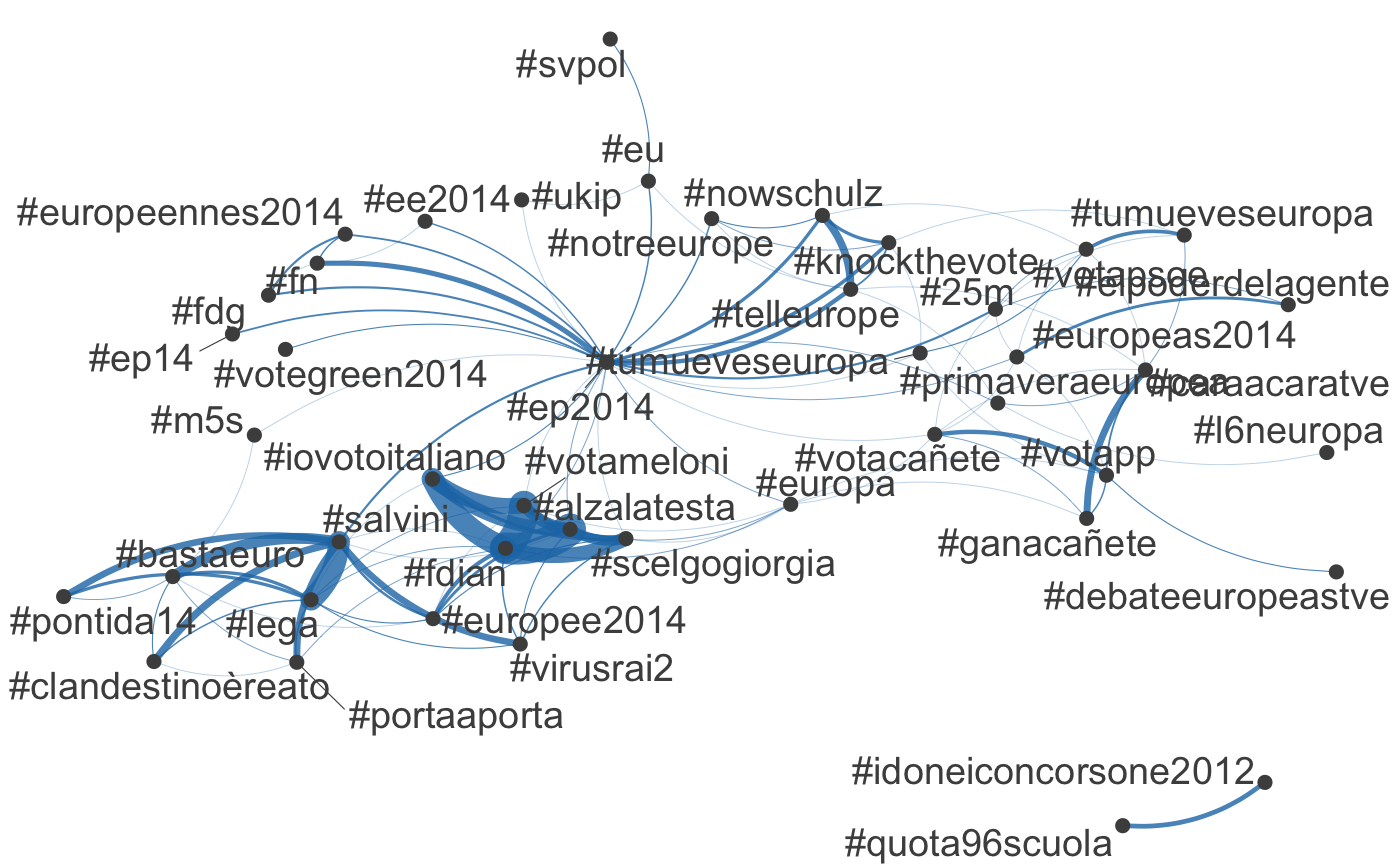 #svpol
#eu
#europeennes2014
#ee2014
#ukip
#nowschulz
#tumueveseuropa
#notreeurope
#knockthevote
#votapsoe
#fn
#elpoderdelagente
#25m
#fdg
#telleurope
#europeas2014
#ep14
#votegreen2014
#túmueveseuropa
#primaveraeuropea
#caraacaratve
#ep2014
#m5s
#l6neuropa
#iovotoitaliano
#votameloni
#votacañete
#votapp
#europa
#salvini
#alzalatesta
#bastaeuro
#fdian
#scelgogiorgia
#ganacañete
#pontida14
#lega
#europee2014
#debateeuropeastve
#virusrai2
#clandestinoèreato
#portaaporta
#idoneiconcorsone2012
#quota96scuola